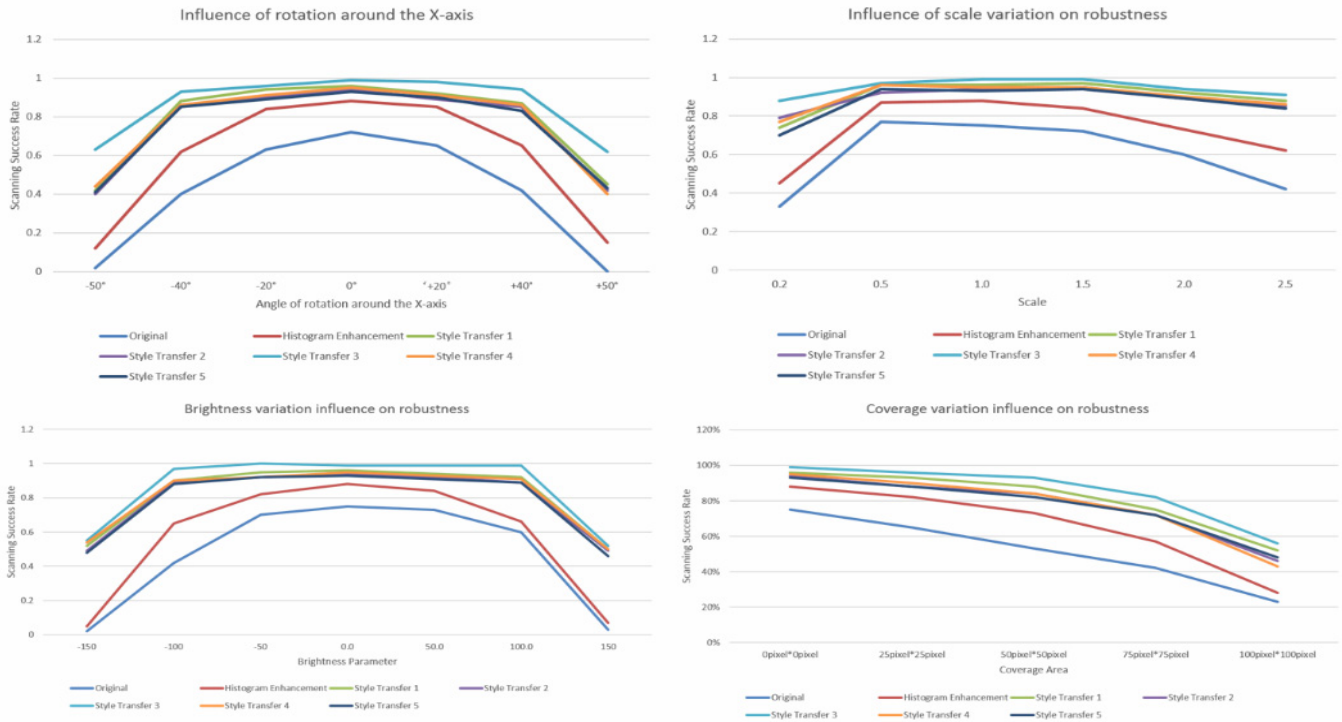 Influence of rotation around the X-axis
1.2
1
0.8
0.6
0.4
0.2
0
Scanning Success Rate
-50°
-40°
-20°
0°
‘+20°
+40°
+50°
Angle of rotation around the X-axis
Original
Histogram Enhancement
Style Transfer 1
Style Transfer 2
Style Transfer 3
Style Transfer 4
Style Transfer 5
Influence of scale variation on robustness
1.2
1
0.8
0.6
0.4
0.2
0
Scanning Success Rate
0.2
0.5
1.0
1.5
2.0
2.5
Scale
Original
Histogram Enhancement
Style Transfer 1
Style Transfer 2
Style Transfer 3
Style Transfer 4
Style Transfer 5
Brightness variation influence on robustness
1.2
1
0.8
0.6
0.4
0.2
0
Scanning Success Rate
-150
-100
-50
0.0
50.0
100.0
150
Brightness Parameter
Original
Histogram Enhancement
Style Transfer 1
Style Transfer 2
Style Transfer 3
Style Transfer 4
Style Transfer 5
Coverage variation influence on robustness
120%
100%
80%
60%
40%
20%
0%
Scanning Success Rate
0pixel*0pixel
25pixel*25pixel
50pixel*50pixel
75pixel*75pixel
100pixel*100pixel
Coverage Area
Original
Histogram Enhancement
Style Transfer 1
Style Transfer 2
Style Transfer 3
Style Transfer 4
Style Transfer 5